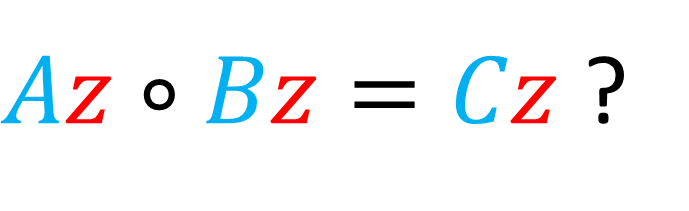 Az ∘ Bz = Cz ?